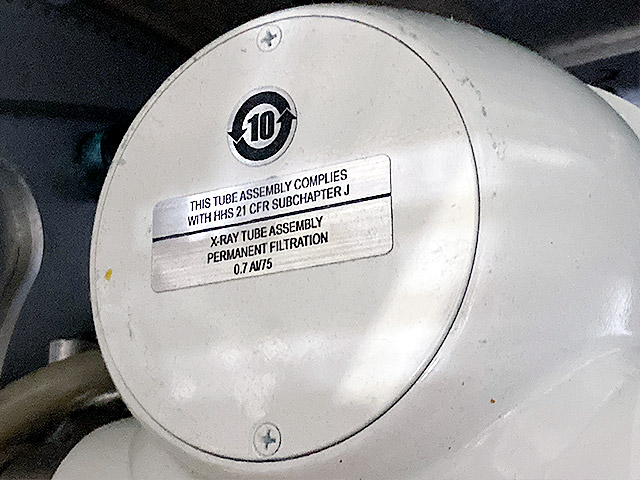 10
THIS TUBE ASSEMBLY COMPLIES
WITH HHS 21 CFR SUBCHAPTER J
X-RAY TUBE ASSEMBLY
PERMANENT FILTRATION
0.7 Al/75